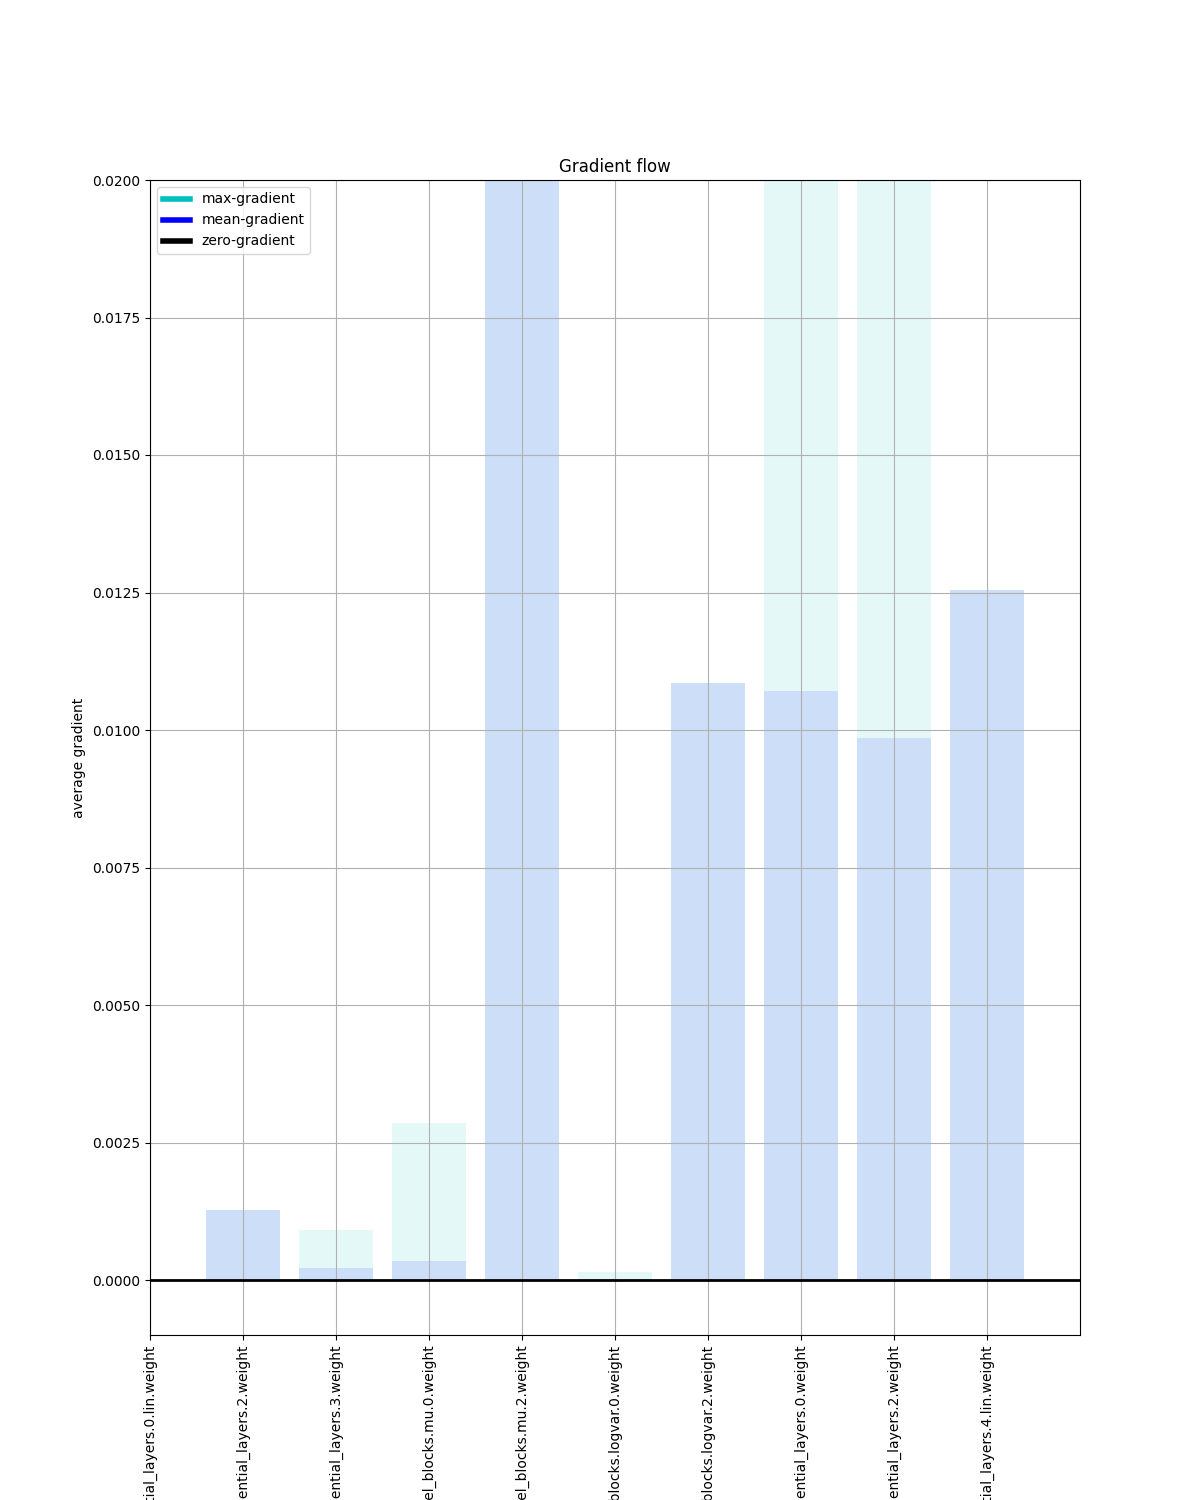 Gradient flow
max-gradient
mean-gradient
zero-gradient
0.0200
0.0175
0.0150
0.0125
0.0100
0.0075
0.0050
0.0025
0.0000
average gradient
tial_layers.0.lin.weight
ential_layers.2.weight
ential_layers.3.weight
el_blocks.mu.0.weight
el_blocks.mu.2.weight
blocks.logvar.0.weight
blocks.logvar.2.weight
ential_layers.0.weight
ential_layers.2.weight
tial_layers.4.lin.weight